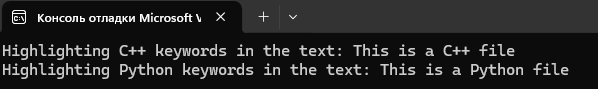 Консоль отладки Microsoft V
Highlighting C++ keywords in the text: This is a C++ file
Highlighting Python keywords in the text: This is a Python file